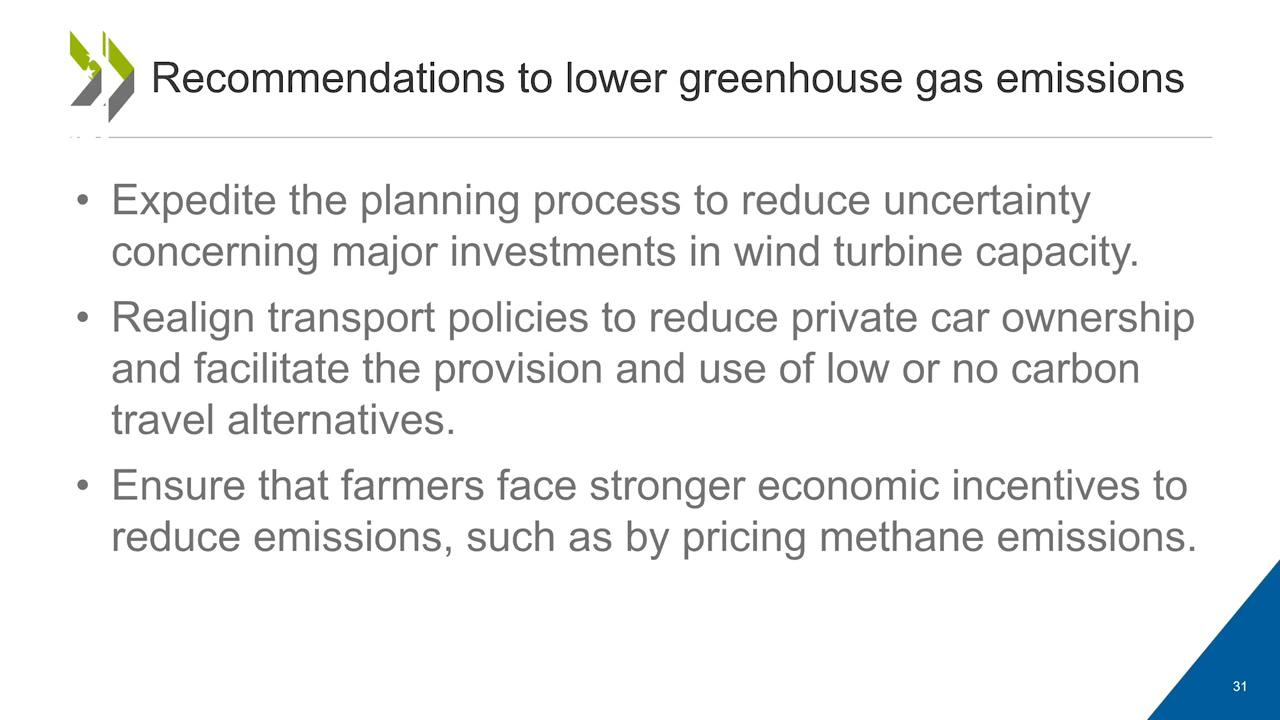 Recommendations to lower greenhouse gas emissions
• Expedite the planning process to reduce uncertainty
concerning major investments in wind turbine capacity.
• Realign transport policies to reduce private car ownership
and facilitate the provision and use of low or no carbon
travel alternatives.
• Ensure that farmers face stronger economic incentives to
reduce emissions, such as by pricing methane emissions.
31